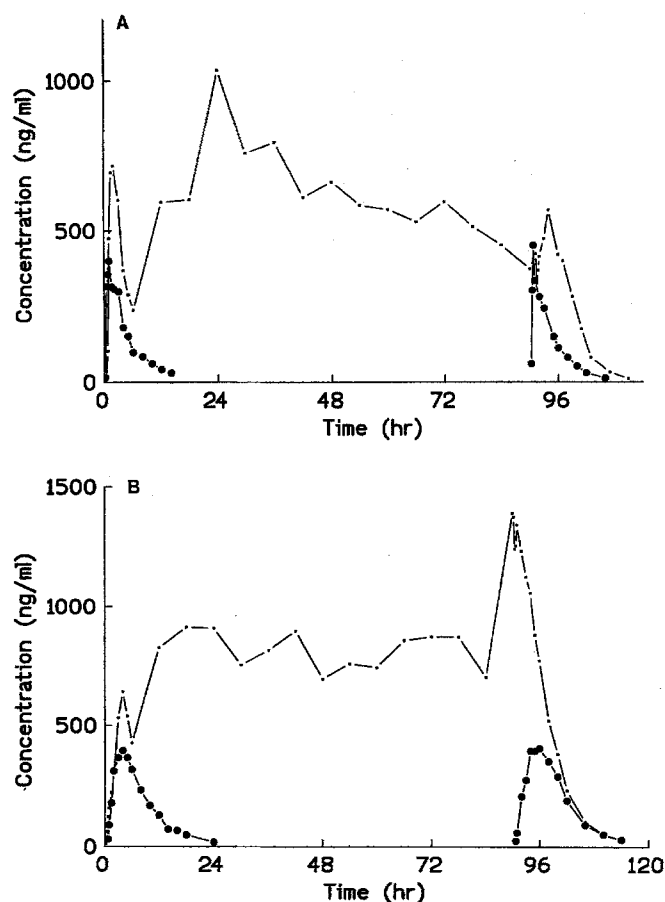 A
Concentration (ng/ml)
1000
500
0
0 24 48 72 96
Time (hr)
B
Concentration (ng/ml)
1500
1000
500
0
0 24 48 72 96 120
Time (hr)